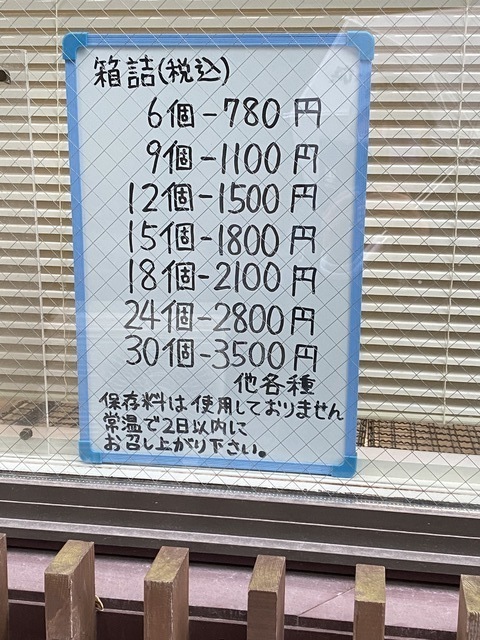 箱詰(税込)
6個-780円
9個-1100円
12個-1500円
15個-1800円
18個-2100円
24個-2800円
30個-3500円
他各種
保存料は使用しておりません
常温で2日以内に
お召し上がり下さい。